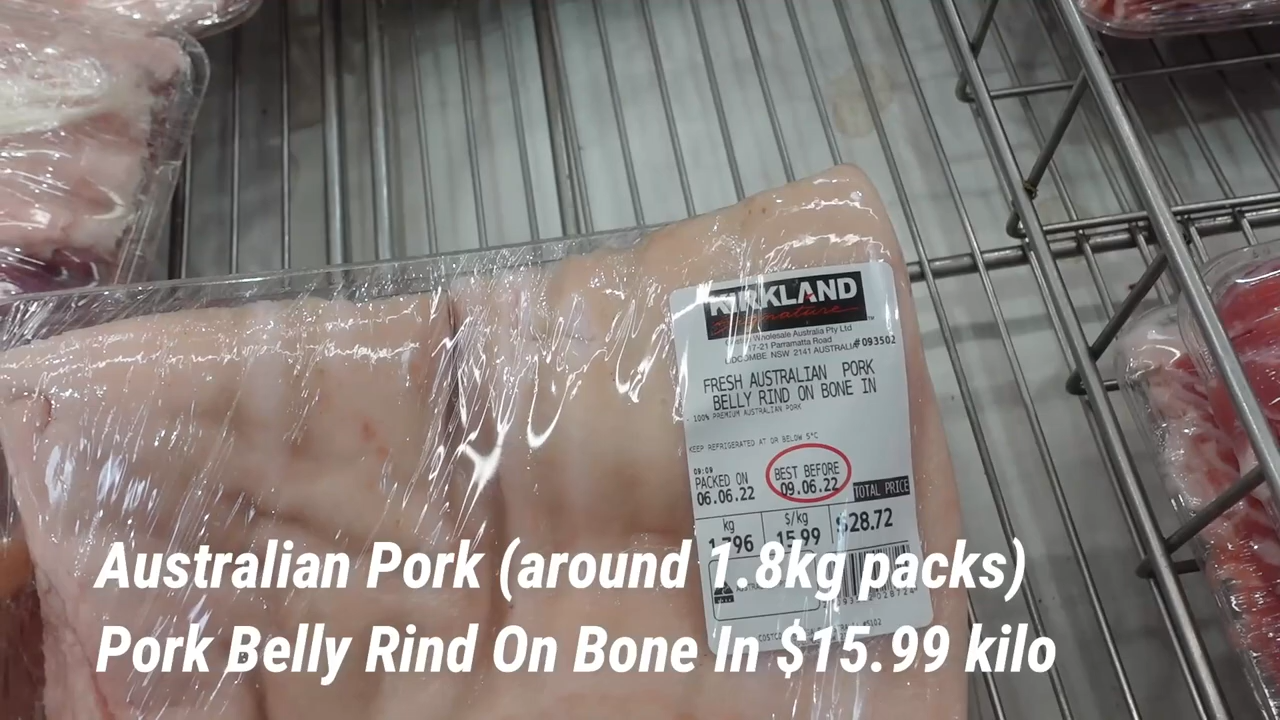 KIRKLAND
Signature
Wholesale Australia Pty Ltd
17-21 Parramatta Road
LIDCOMBE NSW 2141 AUSTRALIA
#093502
FRESH AUSTRALIAN PORK
BELLY RIND ON BONE IN
100% PREMIUM AUSTRALIAN PORK
KEEP REFRIGERATED AT OR BELOW 5°C
09:09
PACKED ON
06.06.22
BEST BEFORE
09.06.22
TOTAL PRICE
kg
1.796
$/kg
15.99
$28.72
Australian Pork (around 1.8kg packs)
Pork Belly Rind On Bone In $15.99 kilo